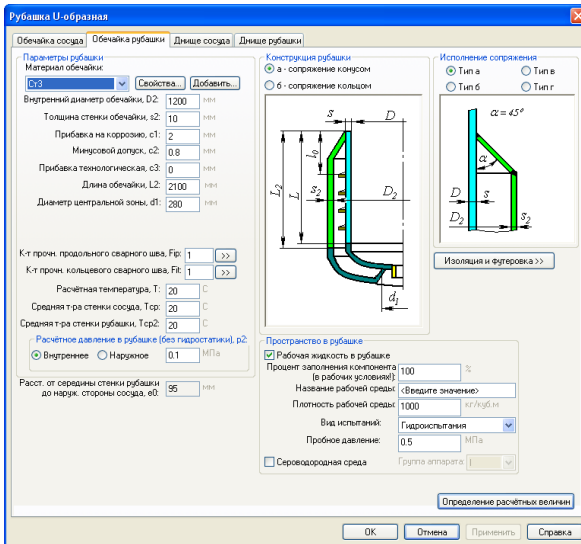 Рубашка U-образная
Обечайка сосуда Обечайка рубашки Днище сосуда Днище рубашки
Параметры рубашки
Материал обечайки:
Ст3 Свойства... Добавить...
Внутренний диаметр обечайки, D2: 1200 мм
Толщина стенки обечайки, s2: 10 мм
Прибавка на коррозию, c1: 2 мм
Минусовой допуск, c2: 0.8 мм
Прибавка технологическая, c3: 0 мм
Длина обечайки, L2: 2100 мм
Диаметр центральной зоны, d1: 280 мм
К-т прочн. продольного сварного шва, Fip: 1 >>
К-т прочн. кольцевого сварного шва, Fit: 1 >>
Расчётная температура, T: 20 C
Средняя т-ра стенки сосуда, Tcp: 20 C
Средняя т-ра стенки рубашки, Tcp2: 20 C
Расчётное давление в рубашке (без гидростатики), p2:
Внутреннее Наружное 0.1 МПа
Расст. от середины стенки рубашки
до наруж. стороны сосуда, e0: 95 мм
Конструкция рубашки
а - сопряжение конусом
б - сопряжение кольцом
s D
l0
L2 L s2 D2
d1
Исполнение сопряжения
Тип а Тип в
Тип б Тип г
α = 45°
α
D s
D2 s2
Изоляция и футеровка >>
Пространство в рубашке
Рабочая жидкость в рубашке
Процент заполнения компонента
(в рабочих условиях!): 100 %
Название рабочей среды: <Введите значение>
Плотность рабочей среды: 1000 кг/куб.м
Вид испытаний: Гидроиспытания
Пробное давление: 0.5 МПа
Сероводородная среда Группа аппарата: I
Определение расчётных величин
OK Отмена Применить Справка